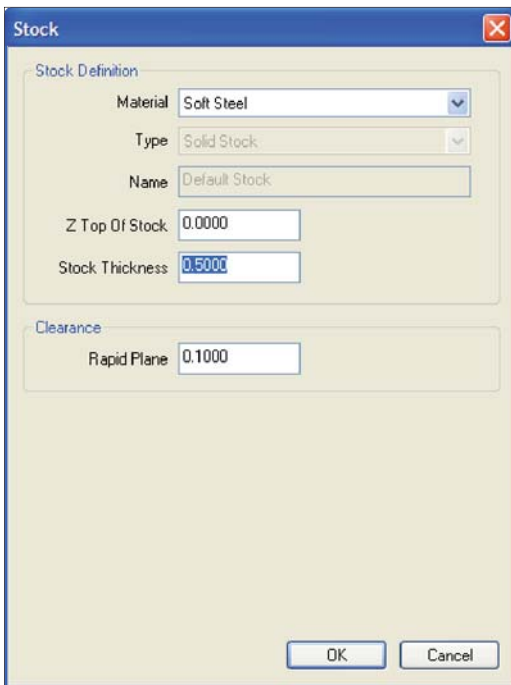 Stock
Stock Definition
Material Soft Steel
Type Solid Stock
Name Default Stock
Z Top Of Stock 0.0000
Stock Thickness 0.5000
Clearance
Rapid Plane 0.1000
OK Cancel